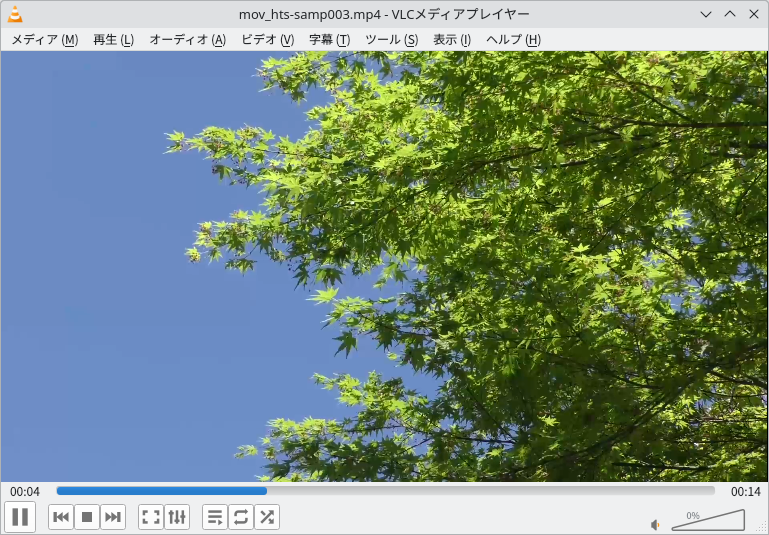 mov_hts-samp003.mp4 - VLCメディアプレイヤー
メディア (M) 再生 (L) オーディオ (A) ビデオ (V) 字幕 (T) ツール (S) 表示 (I) ヘルプ (H)
00:04 00:14
0%